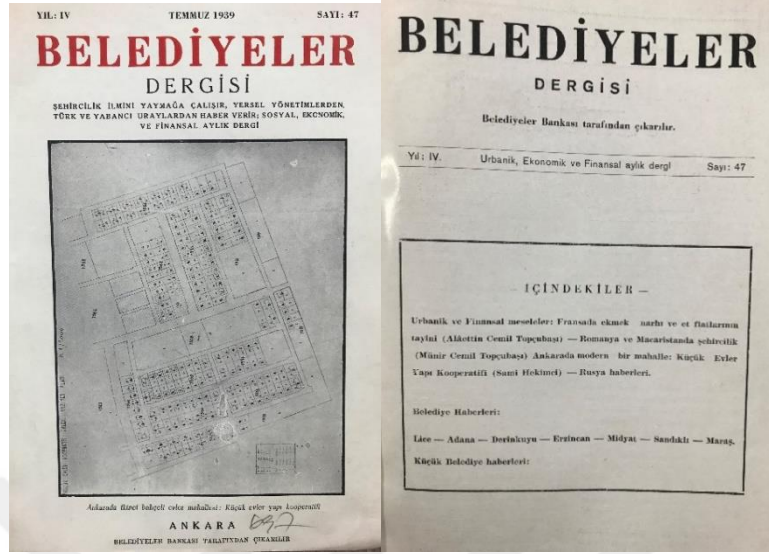 YIL: IV TEMMUZ 1939 SAYI: 47
BELEDİYELER
DERGİSİ
ŞEHİRCİLİK İLMİNİ YAYMAĞA ÇALIŞIR, YERSEL YÖNETİMLERDEN,
TÜRK VE YABANCI URAYLARDAN HABER VERİR; SOSYAL, EKONOMİK,
VE FİNANSAL AYLIK DERGİ
Ankarada güzel bahçeli evler mahallesi: Küçük evler yapı kooperatifi
ANKARA
BELEDİYELER BANKASI TARAFINDAN ÇIKARILIR
BELEDİYELER
DERGİSİ
Belediyeler Bankası tarafından çıkarılır.
Yıl: IV. Urbanik, Ekonomik ve Finansal aylık dergi Sayı: 47
— İÇİNDEKİLER —
Urbanik ve Finansal meseleler: Fransada ekmek narhı ve et fiatlarının
tayini (Alâettin Cemil Topçubaşı) — Romanya ve Macaristanda şehircilik
(Münir Cemil Topçubaşı) Ankarada modern bir mahalle: Küçük Evler
Yapı Kooperatifi (Sami Hekimci) — Rusya haberleri.
Belediye Haberleri:
Lice — Adana — Derinkuyu — Erzincan — Midyat — Sandıklı — Maraş.
Küçük Belediye haberleri: